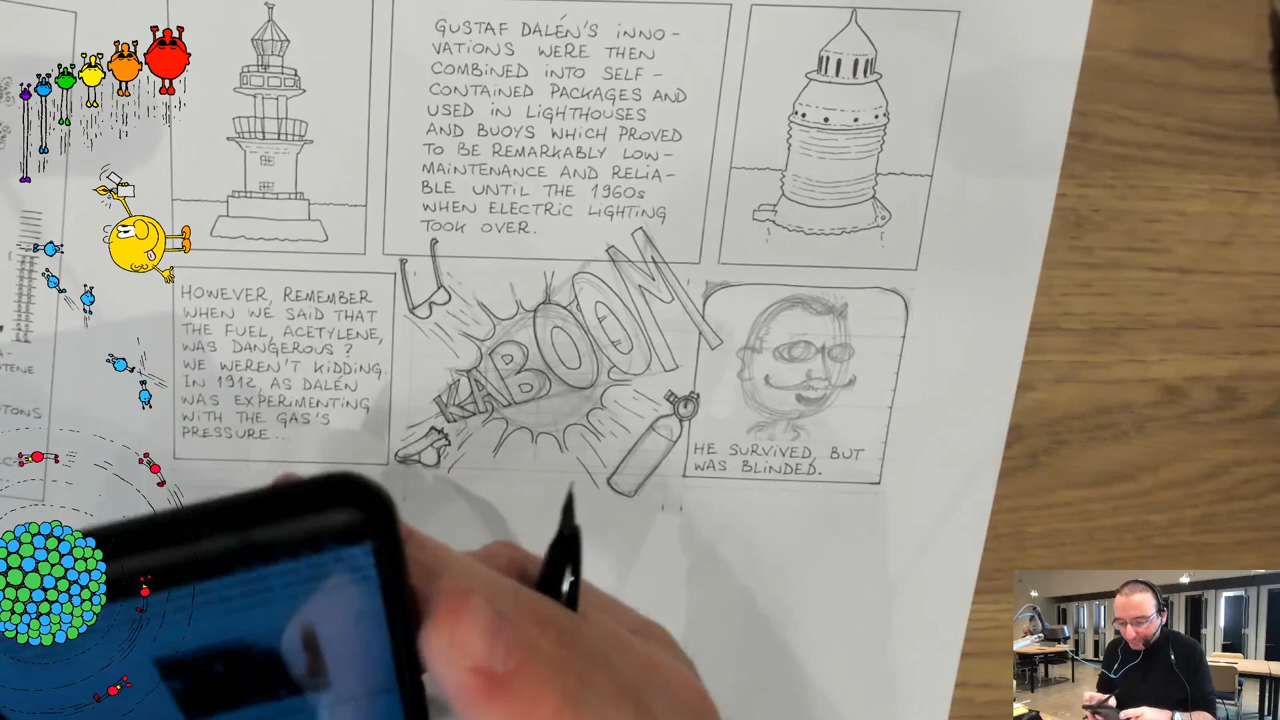 GUSTAF DALÉN'S INNO-
VATIONS WERE THEN
COMBINED INTO SELF-
CONTAINED PACKAGES AND
USED IN LIGHTHOUSES
AND BUOYS WHICH PROVED
TO BE REMARKABLY LOW-
MAINTENANCE AND RELIA-
BLE UNTIL THE 1960s
WHEN ELECTRIC LIGHTING
TOOK OVER.
HOWEVER, REMEMBER
WHEN WE SAID THAT
THE FUEL, ACETYLENE,
WAS DANGEROUS?
WE WEREN'T KIDDING.
IN 1912, AS DALÉN
WAS EXPERIMENTING
WITH THE GAS'S
PRESSURE...
KABOOM
HE SURVIVED, BUT
WAS BLINDED.